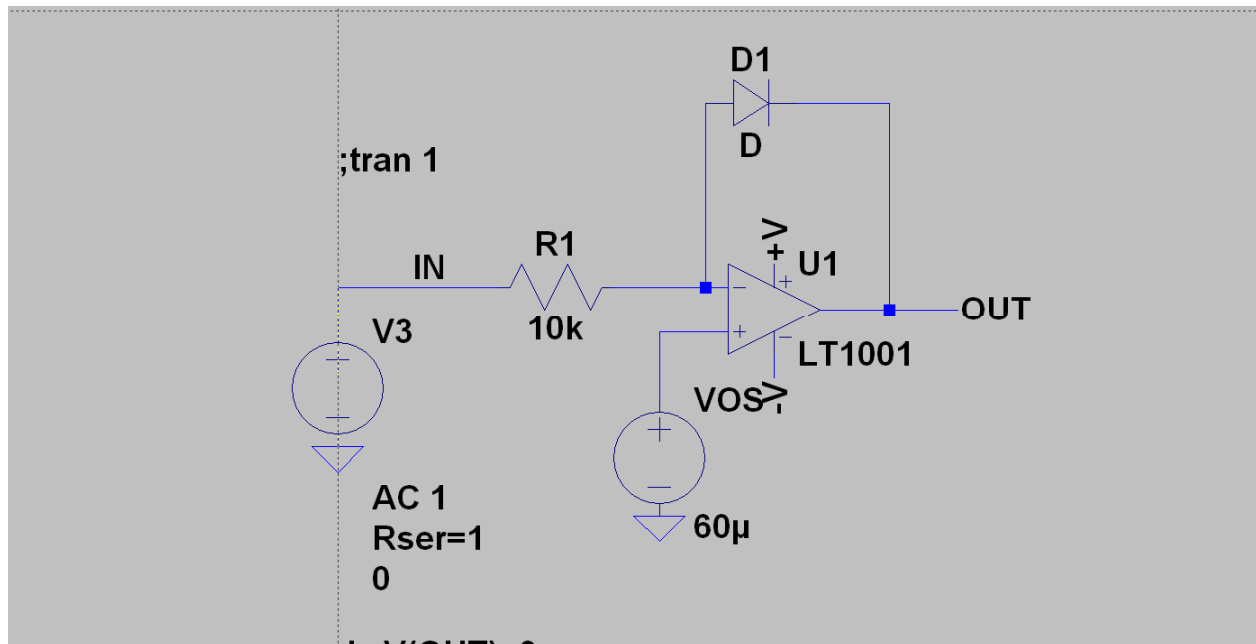 D1
D
;tran 1
R1
IN
10k
+V
U1
V3
LT1001
VOS
-V
OUT
AC 1
Rser=1
0
60µ